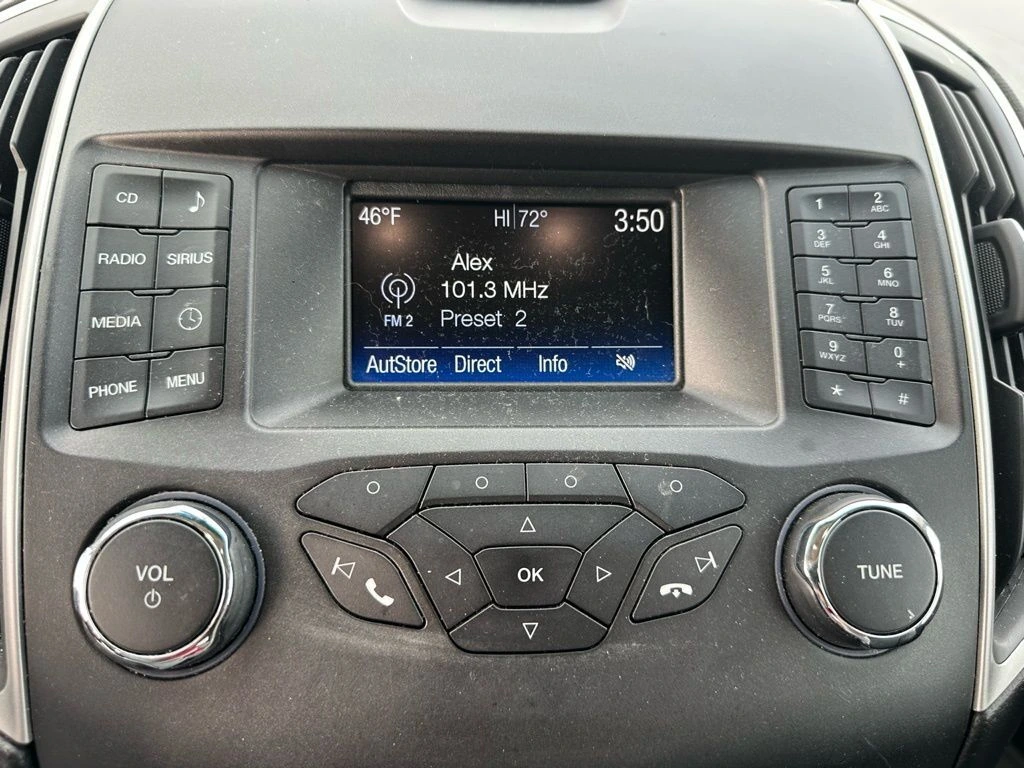 CD
RADIO SIRIUS
MEDIA
PHONE MENU
46°F HI|72° 3:50
Alex
101.3 MHz
FM 2 Preset 2
AutStore Direct Info
1 2 ABC
3 DEF 4 GHI
5 JKL 6 MNO
7 PQRS 8 TUV
9 WXYZ 0 +
* #
VOL
OK
TUNE